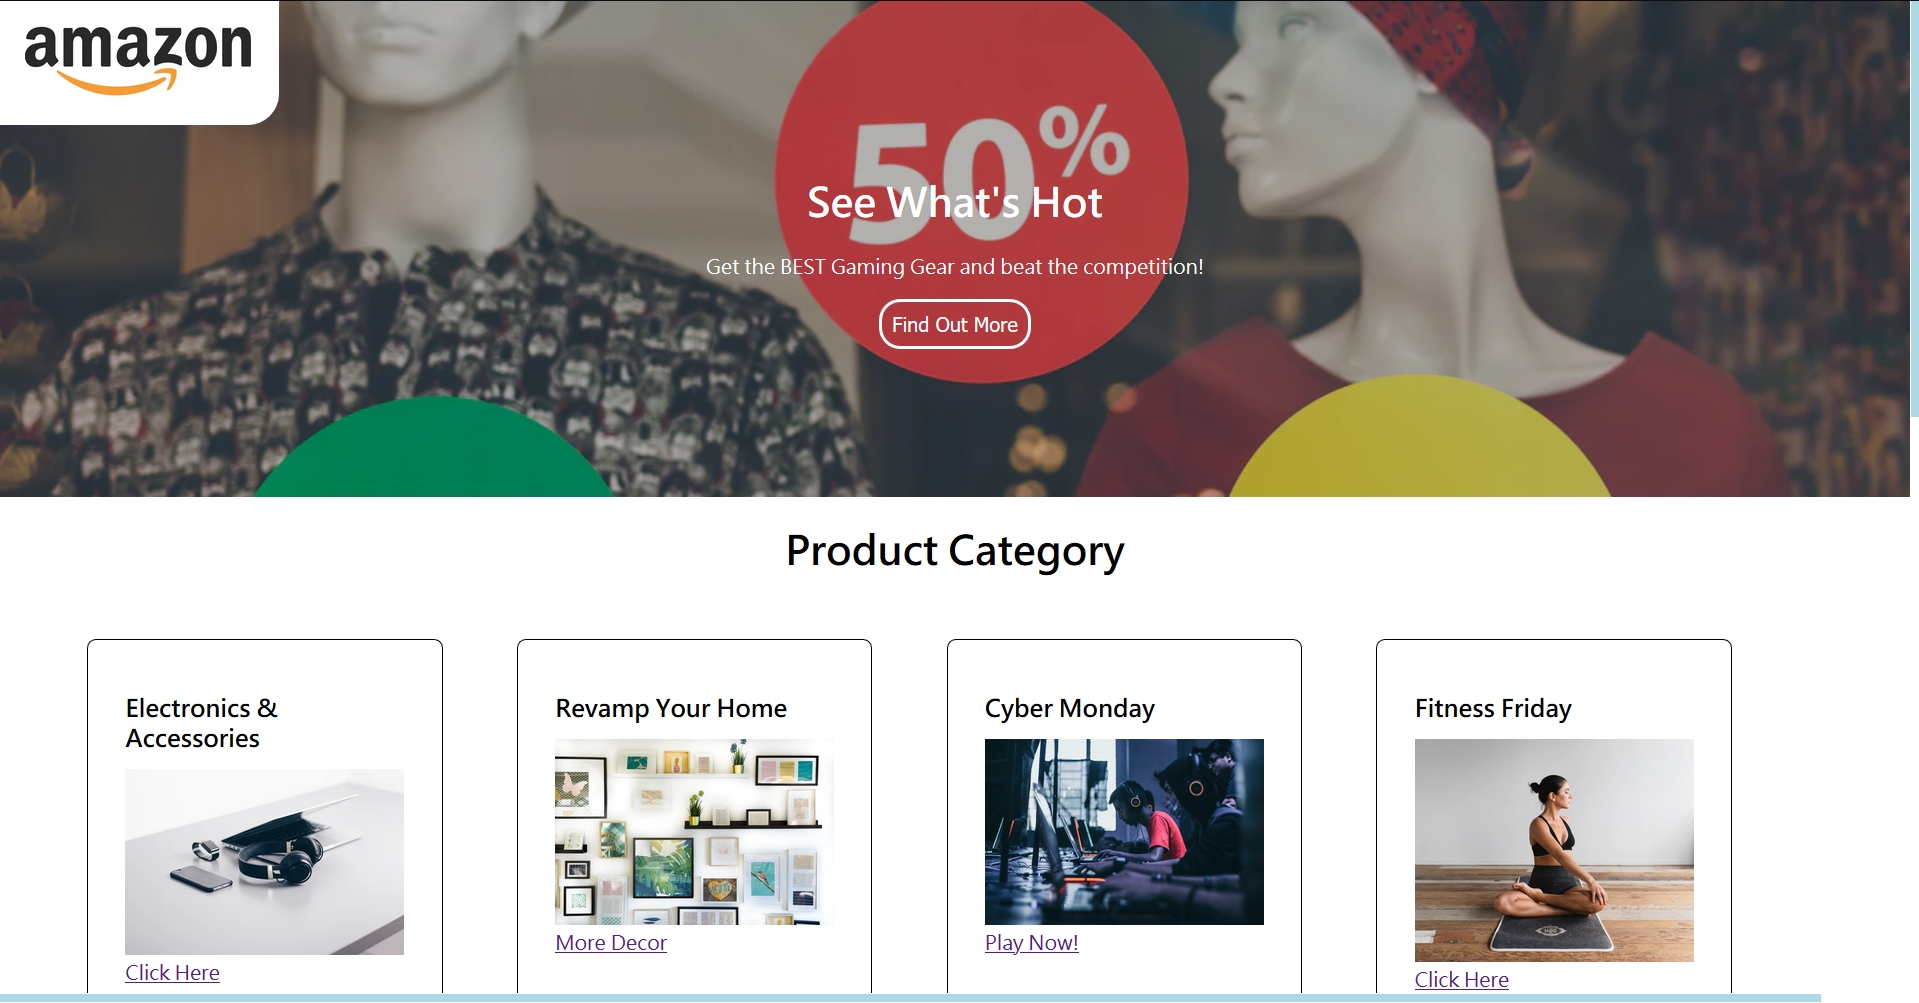 amazon
50%
See What's Hot
Get the BEST Gaming Gear and beat the competition!
Find Out More
Product Category
Electronics &
Accessories
Click Here
Revamp Your Home
More Decor
Cyber Monday
Play Now!
Fitness Friday
Click Here